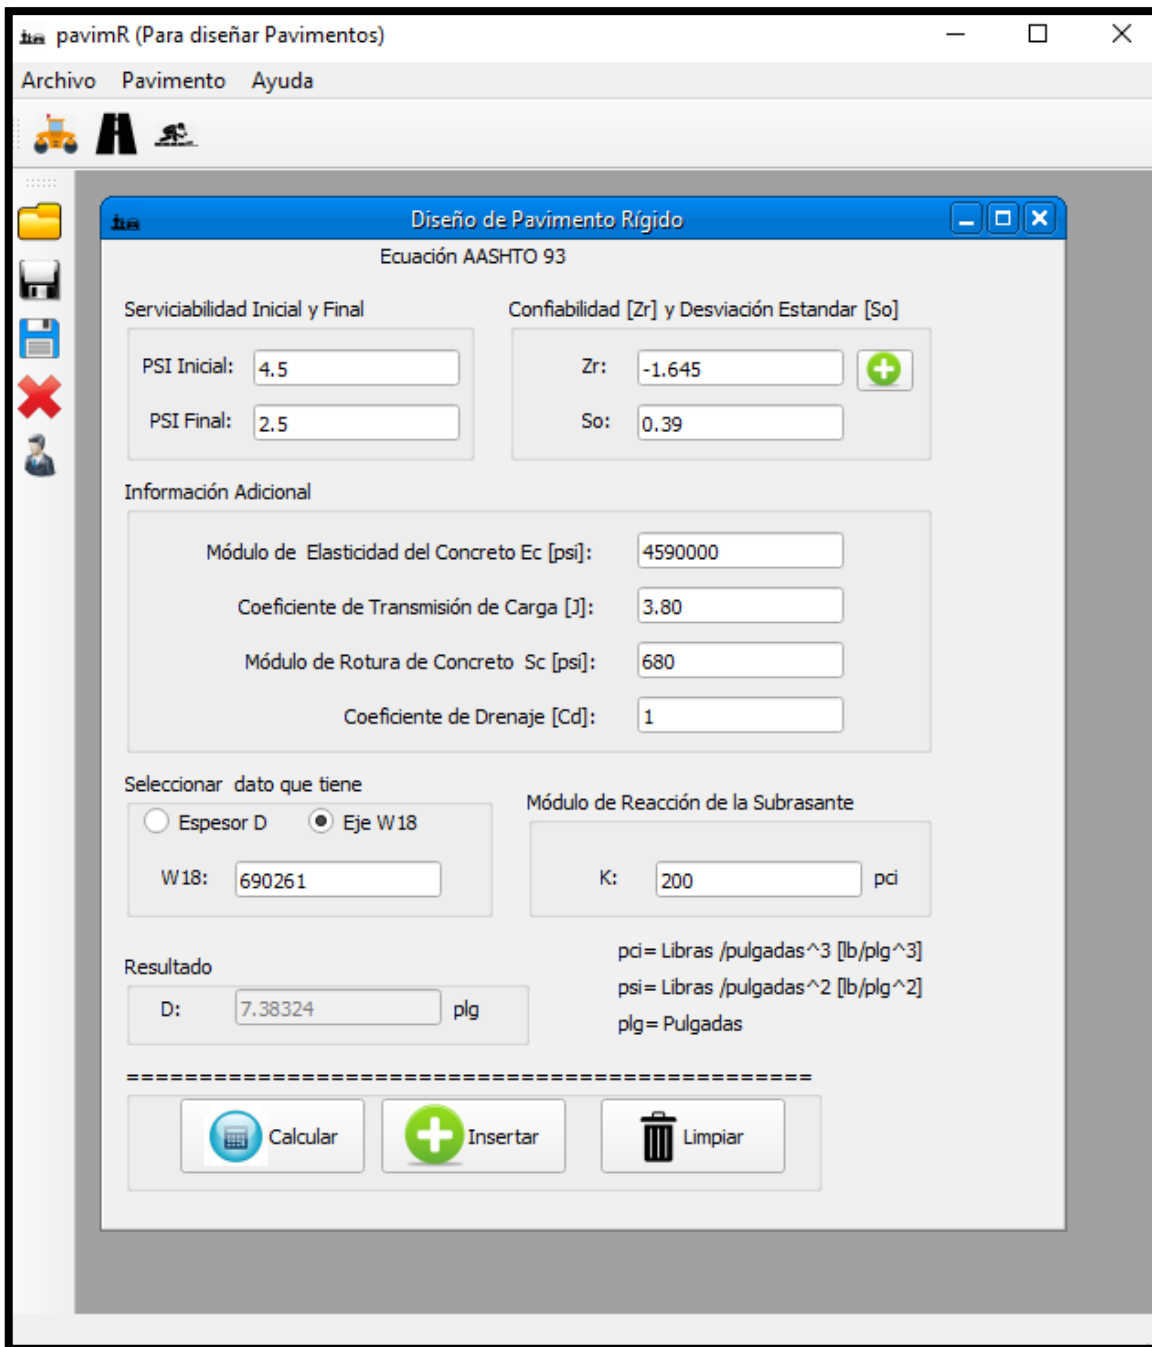 pavimR (Para diseñar Pavimentos)
Archivo Pavimento Ayuda
Diseño de Pavimento Rígido
Ecuación AASHTO 93
Serviciabilidad Inicial y Final
Confiabilidad [Zr] y Desviación Estandar [So]
PSI Inicial: 4.5
Zr: -1.645
PSI Final: 2.5
So: 0.39
Información Adicional
Módulo de Elasticidad del Concreto Ec [psi]: 4590000
Coeficiente de Transmisión de Carga [J]: 3.80
Módulo de Rotura de Concreto Sc [psi]: 680
Coeficiente de Drenaje [Cd]: 1
Seleccionar dato que tiene
Módulo de Reacción de la Subrasante
Espesor D Eje W18
W18: 690261
K: 200 pci
pci= Libras /pulgadas^3 [lb/plg^3]
psi= Libras /pulgadas^2 [lb/plg^2]
plg= Pulgadas
Resultado
D: 7.38324 plg
===============================================
Calcular Insertar Limpiar